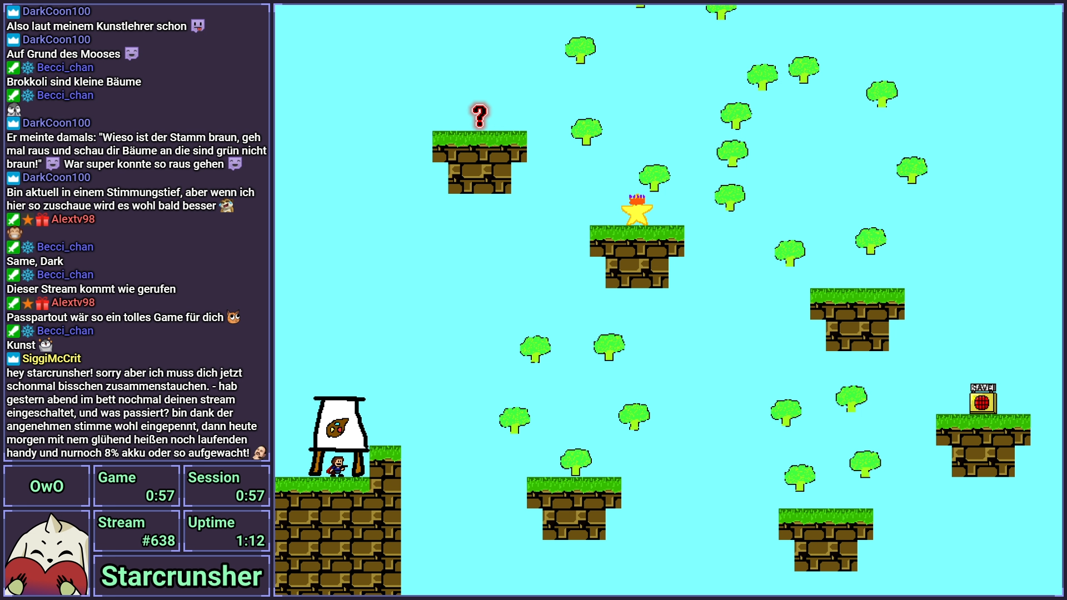 DarkCoon100
Also laut meinem Kunstlehrer schon
DarkCoon100
Auf Grund des Mooses
Becci_chan
Brokkoli sind kleine Bäume
Becci_chan
DarkCoon100
Er meinte damals: "Wieso ist der Stamm braun, geh
mal raus und schau dir Bäume an die sind grün nicht
braun!" War super konnte so raus gehen
DarkCoon100
Bin aktuell in einem Stimmungstief, aber wenn ich
hier so zuschaue wird es wohl bald besser
Alextv98
Becci_chan
Same, Dark
Becci_chan
Dieser Stream kommt wie gerufen
Alextv98
Passpartout wär so ein tolles Game für dich
Becci_chan
Kunst
SiggiMcCrit
hey starcrunsher! sorry aber ich muss dich jetzt
schonmal bisschen zusammenstauchen. - hab
gestern abend im bett nochmal deinen stream
eingeschaltet, und was passiert? bin dank der
angenehmen stimme wohl eingepennt, dann heute
morgen mit nem glühend heißen noch laufenden
handy und nurnoch 8% akku oder so aufgewacht!
OwO
Game
0:57
Session
0:57
Stream
#638
Uptime
1:12
Starcrunsher
?
SAVE!